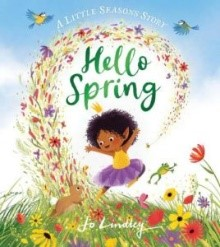 A Little Seasons Story
Hello
Spring
Jo Lindley